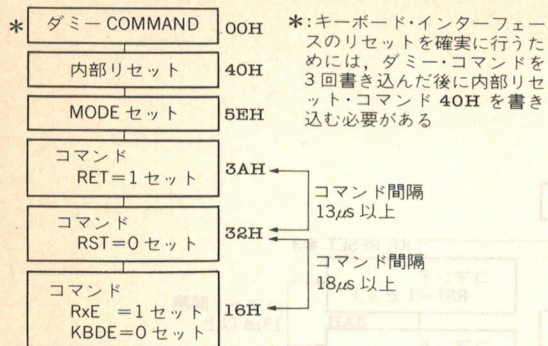 * ダミー COMMAND 00H
内部リセット 40H
MODE セット 5EH
コマンド
RET=1 セット 3AH
コマンド間隔
13μs 以上
コマンド
RST=0 セット 32H
コマンド間隔
18μs 以上
コマンド
RxE =1 セット
KBDE=0 セット 16H
*:キーボード・インターフェー
スのリセットを確実に行うた
めには,ダミー・コマンドを
3回書き込んだ後に内部リセ
ット・コマンド 40H を書き
込む必要がある